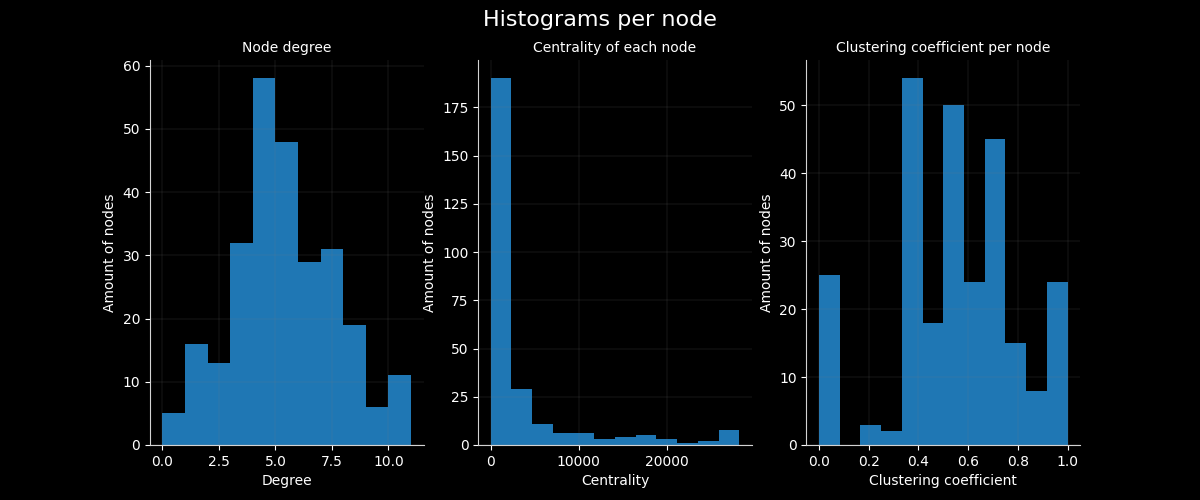 Histograms per node
Node degree
Centrality of each node
Clustering coefficient per node
Amount of nodes
60
50
40
30
20
10
0
0.0 2.5 5.0 7.5 10.0
Degree
Amount of nodes
175
150
125
100
75
50
25
0
0 10000 20000
Centrality
Amount of nodes
50
40
30
20
10
0
0.0 0.2 0.4 0.6 0.8 1.0
Clustering coefficient